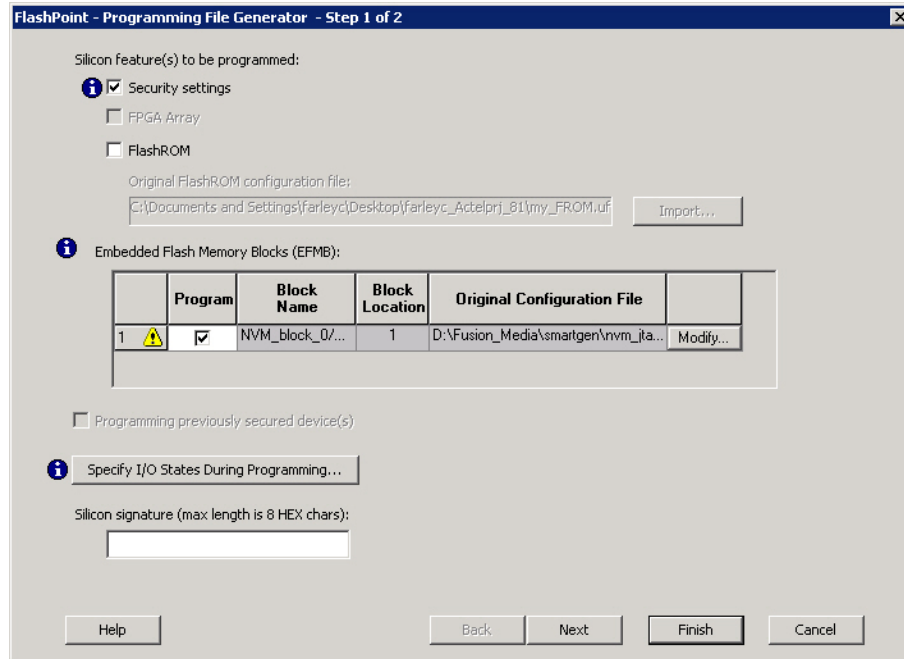 FlashPoint - Programming File Generator - Step 1 of 2
Silicon feature(s) to be programmed:
Security settings
FPGA Array
FlashROM
Original FlashROM configuration file:
C:\Documents and Settings\farleyc\Desktop\farleyc_Actelprj_81\my_FROM.uf
Import...
Embedded Flash Memory Blocks (EFMB):
Program Block Name Block Location Original Configuration File
1 NVM_block_0/... 1 D:\Fusion_Media\smartgen\nvm_jta... Modify...
Programming previously secured device(s)
Specify I/O States During Programming...
Silicon signature (max length is 8 HEX chars):
Help Back Next Finish Cancel